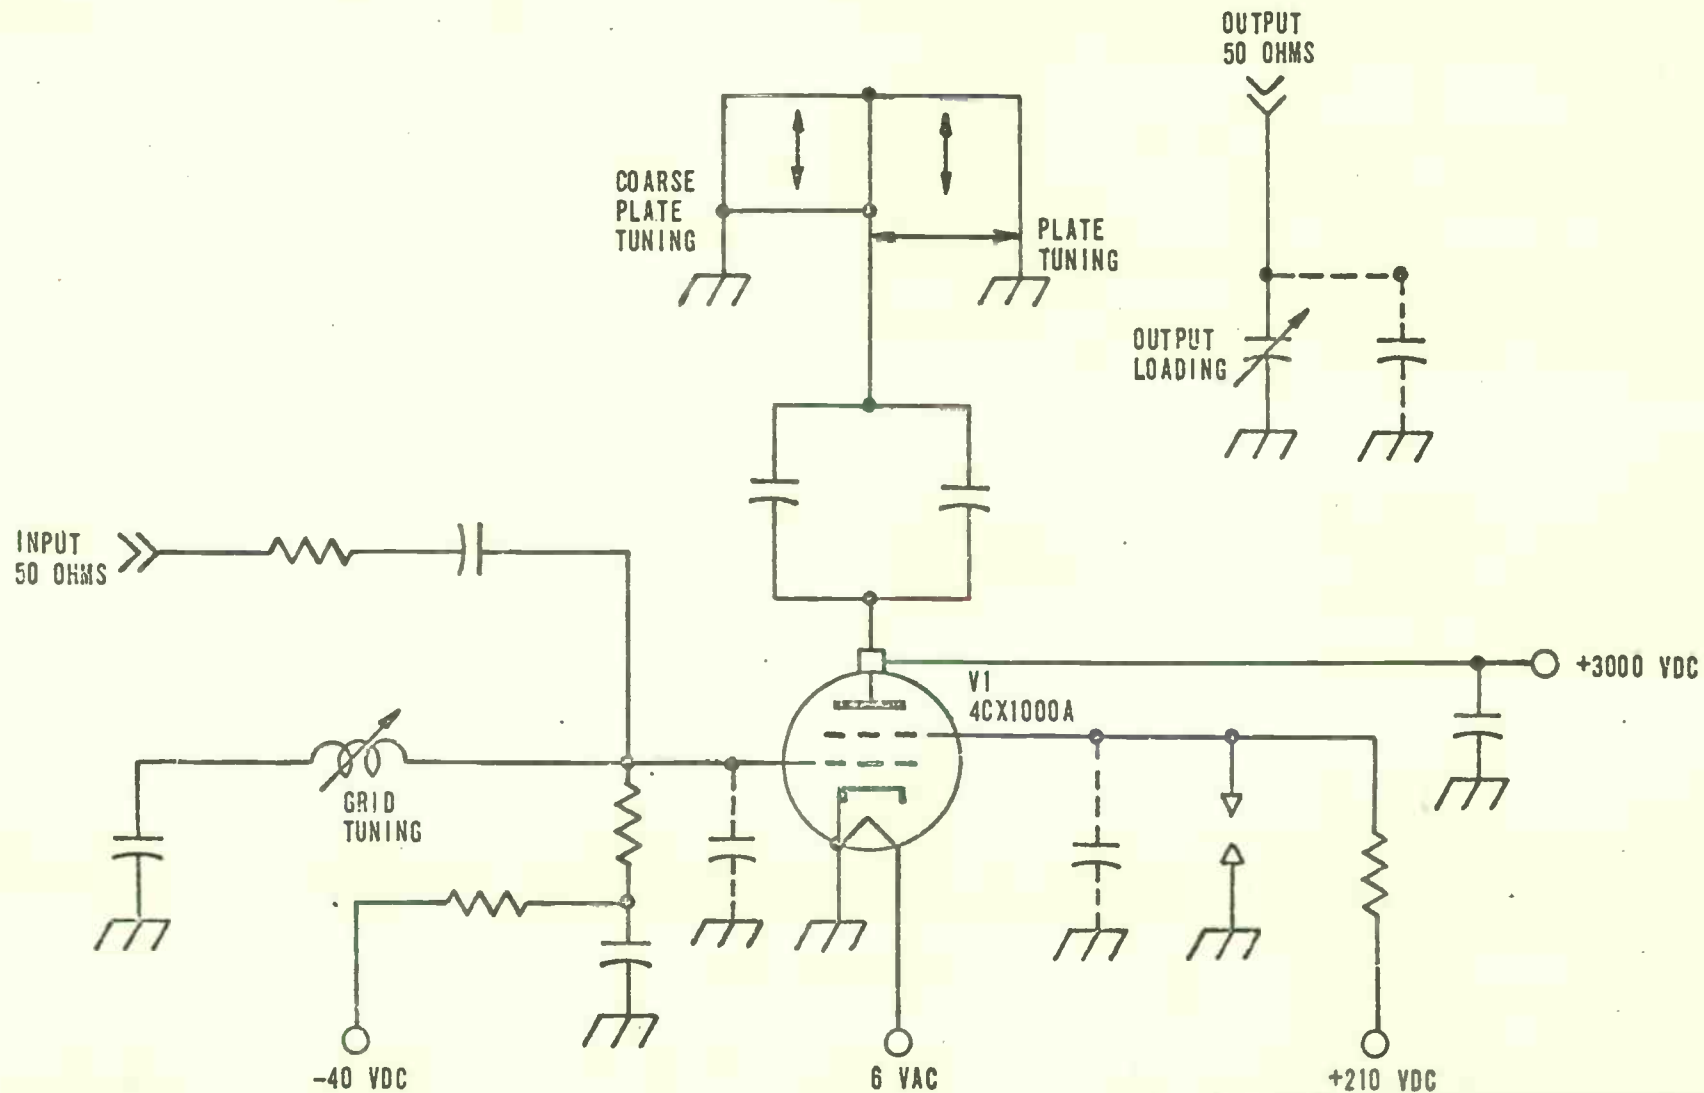 OUTPUT
50 OHMS
COARSE
PLATE
TUNING
PLATE
TUNING
OUTPUT
LOADING
INPUT
50 OHMS
V1
4CX1000A
+3000 VDC
GRID
TUNING
-40 VDC
6 VAC
+210 VDC